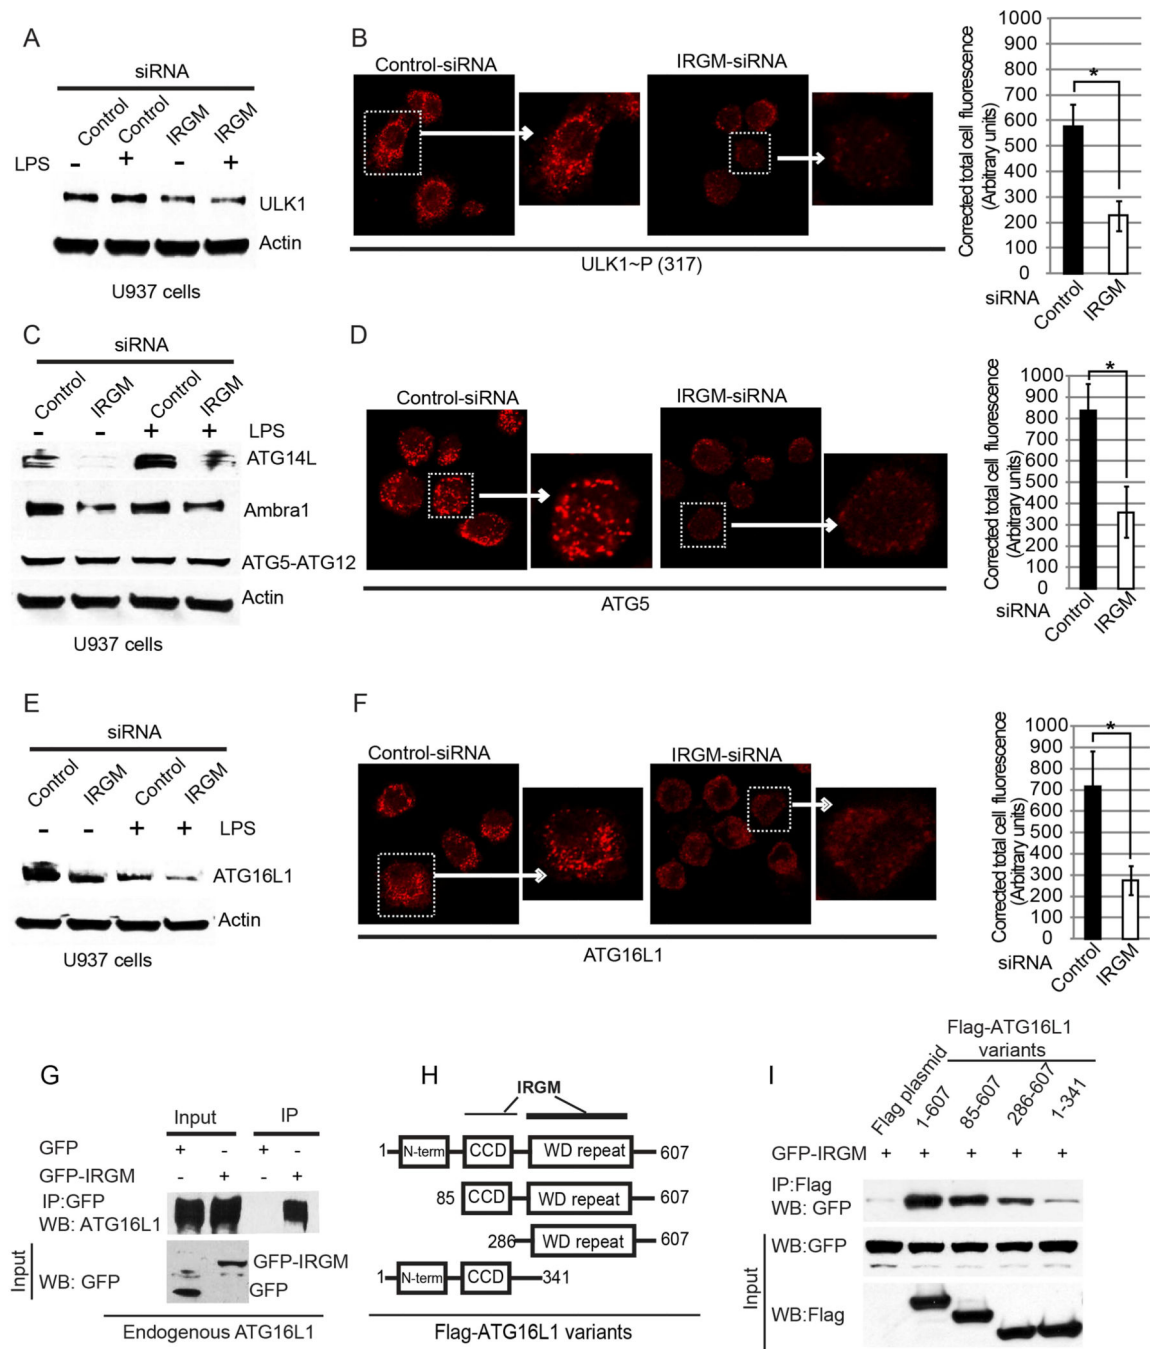 A
siRNA
Control Control IRGM IRGM
LPS - + - +
ULK1
Actin
U937 cells
B
Control-siRNA IRGM-siRNA
ULK1~P (317)
Corrected total cell fluorescence
(Arbitrary units)
1000
900
800
700
600
500
400
300
200
100
0
*
siRNA Control IRGM
C
siRNA
Control IRGM Control IRGM
- - + + LPS
ATG14L
Ambra1
ATG5-ATG12
Actin
U937 cells
D
Control-siRNA IRGM-siRNA
ATG5
Corrected total cell fluorescence
(Arbitrary units)
1000
900
800
700
600
500
400
300
200
100
0
*
siRNA Control IRGM
E
siRNA
Control IRGM Control IRGM
- - + + LPS
ATG16L1
Actin
U937 cells
F
Control-siRNA IRGM-siRNA
ATG16L1
Corrected total cell fluorescence
(Arbitrary units)
1000
900
800
700
600
500
400
300
200
100
0
*
siRNA Control IRGM
G
Input IP
GFP + - + -
GFP-IRGM - + - +
IP:GFP
WB: ATG16L1
Input
WB: GFP
GFP-IRGM
GFP
Endogenous ATG16L1
H
IRGM
1 N-term CCD WD repeat 607
85 CCD WD repeat 607
286 WD repeat 607
1 N-term CCD 341
Flag-ATG16L1 variants
I
Flag-ATG16L1
variants
Flag plasmid 1-607 85-607 286-607 1-341
GFP-IRGM + + + + +
IP:Flag
WB: GFP
Input
WB:GFP
WB:Flag